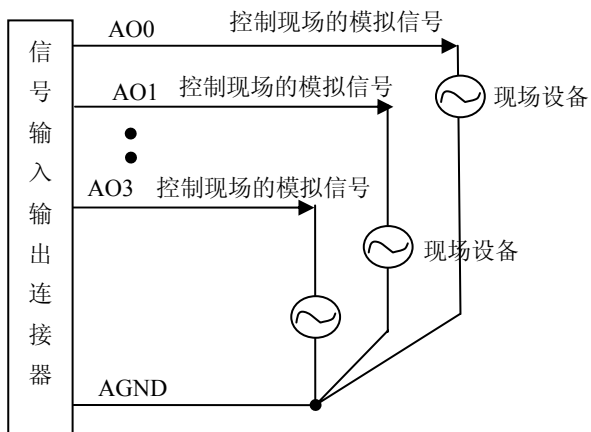 信号输入输出连接器
AO0 控制现场的模拟信号
现场设备
AO1 控制现场的模拟信号
AO3 控制现场的模拟信号
现场设备
AGND